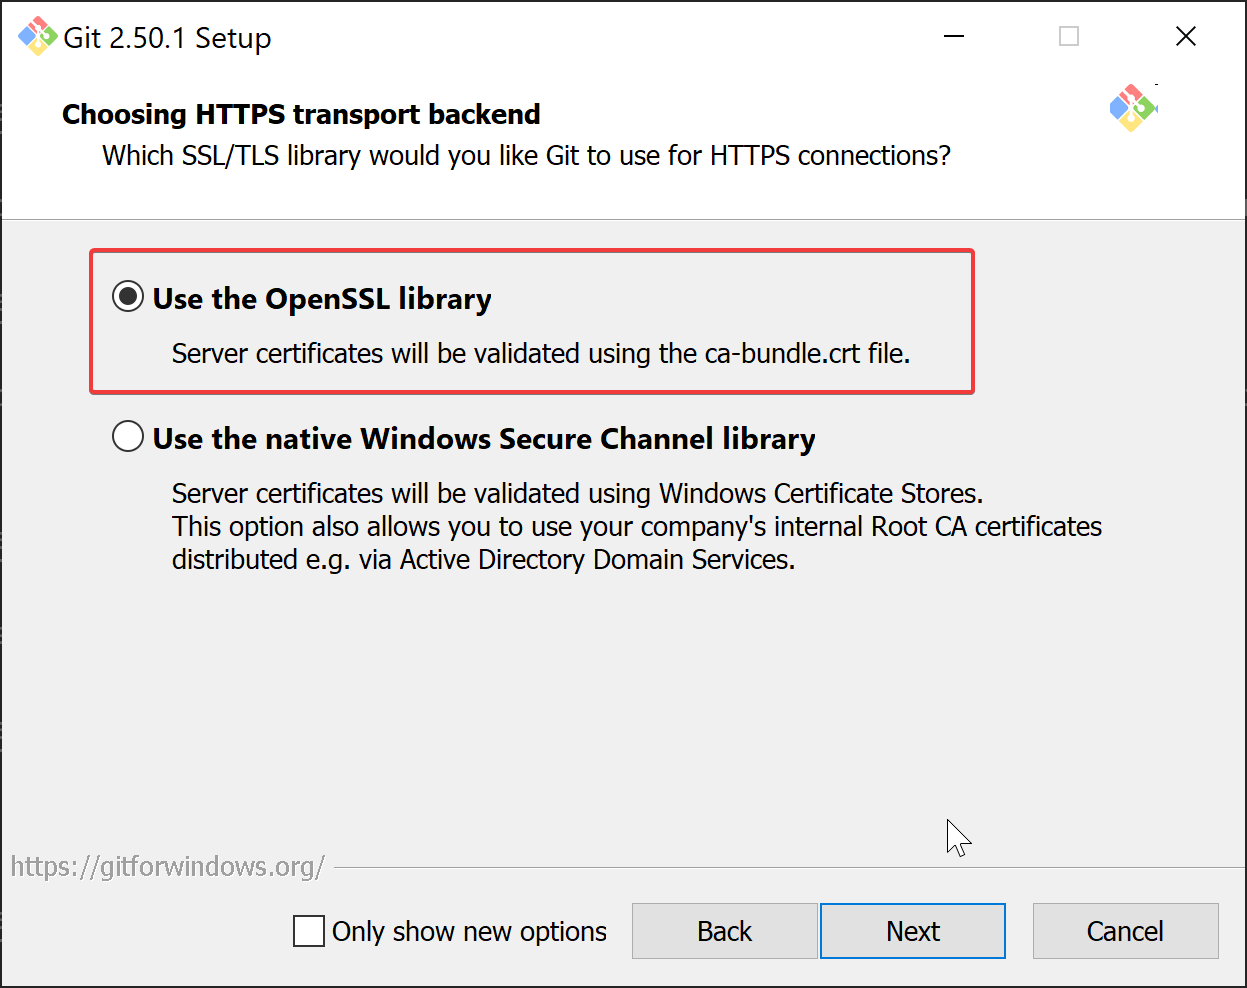 Git 2.50.1 Setup
Choosing HTTPS transport backend
Which SSL/TLS library would you like Git to use for HTTPS connections?
Use the OpenSSL library
Server certificates will be validated using the ca-bundle.crt file.
Use the native Windows Secure Channel library
Server certificates will be validated using Windows Certificate Stores.
This option also allows you to use your company's internal Root CA certificates
distributed e.g. via Active Directory Domain Services.
https://gitforwindows.org/
Only show new options
Back
Next
Cancel